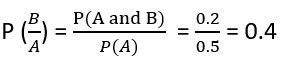 P (B/A) = P(A and B)/P(A) = 0.2/0.5 = 0.4